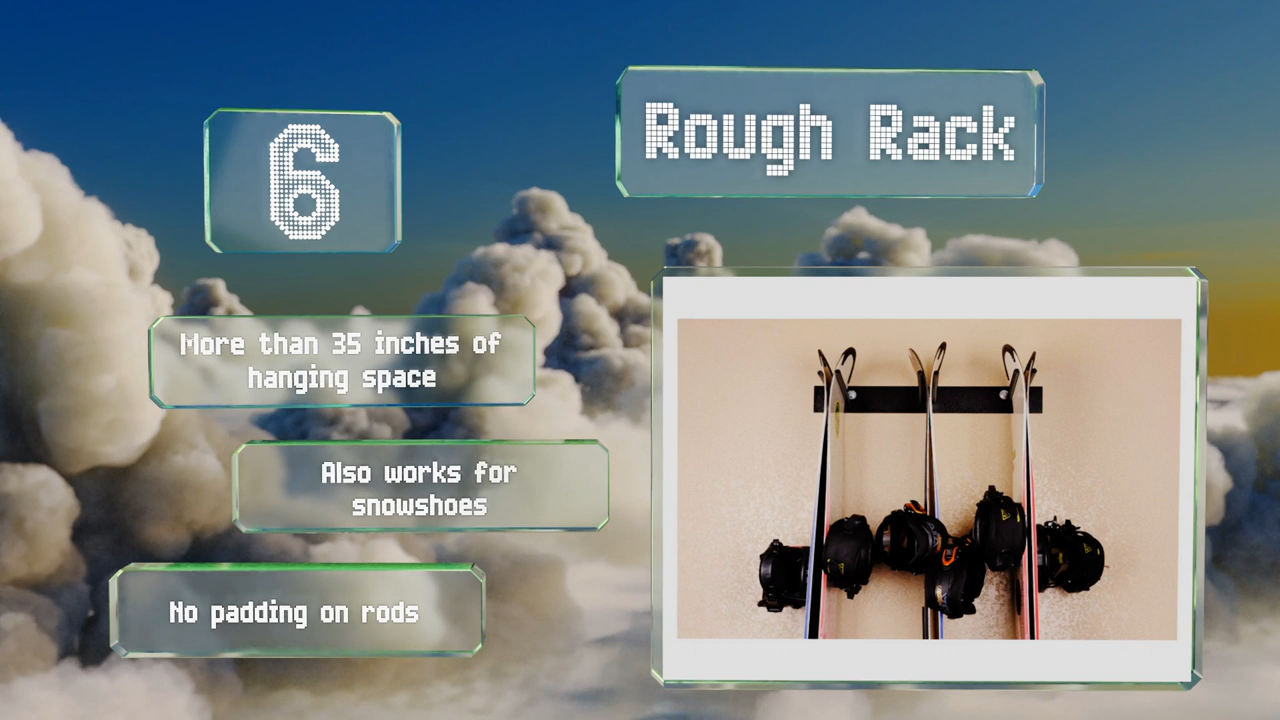 6
Rough Rack
More than 35 inches of
hanging space
Also works for
snowshoes
No padding on rods